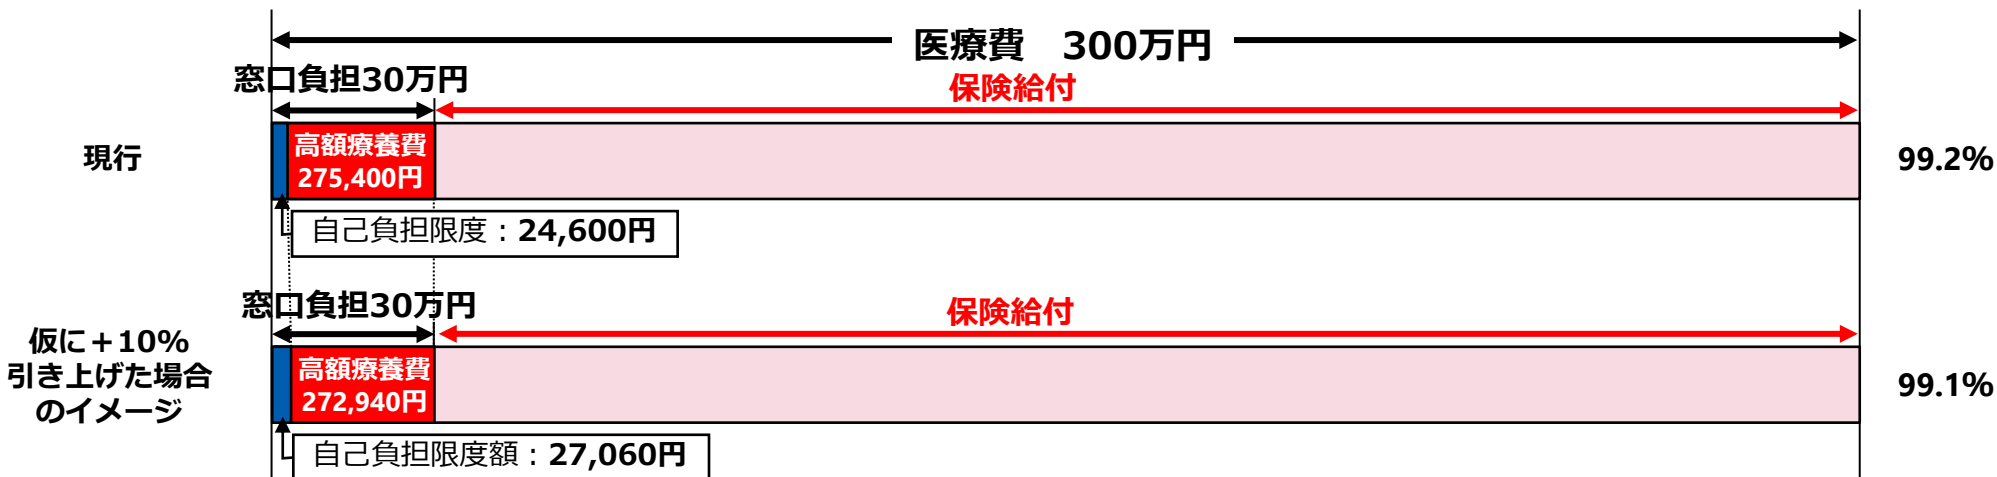 医療費　300万円
窓口負担30万円
保険給付
現行
高額療養費
275,400円
99.2%
自己負担限度：24,600円
窓口負担30万円
保険給付
仮に＋10%
引き上げた場合
のイメージ
高額療養費
272,940円
99.1%
自己負担限度額：27,060円